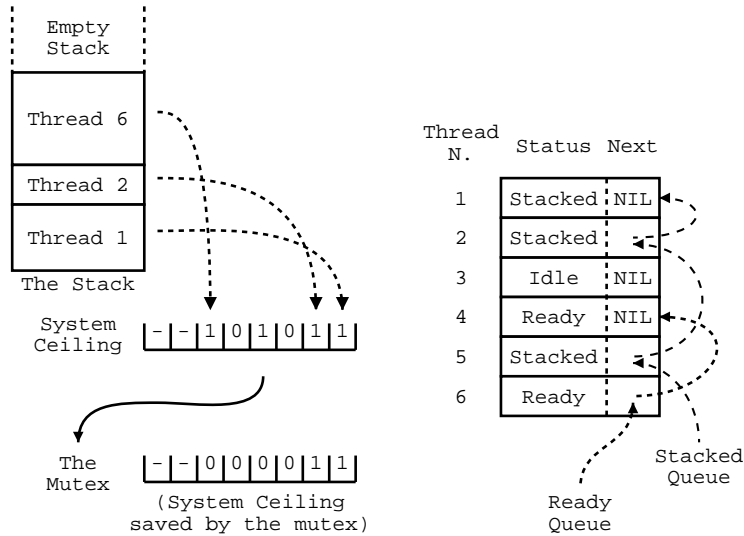 Empty
Stack
Thread 6
Thread 2
Thread 1
The Stack
System
Ceiling
- - 1 0 1 0 1 1
The
Mutex
- - 0 0 0 0 1 1
(System Ceiling
saved by the mutex)
Thread
N.
Status Next
1 Stacked NIL
2 Stacked
3 Idle NIL
4 Ready NIL
5 Stacked
6 Ready
Stacked
Queue
Ready
Queue